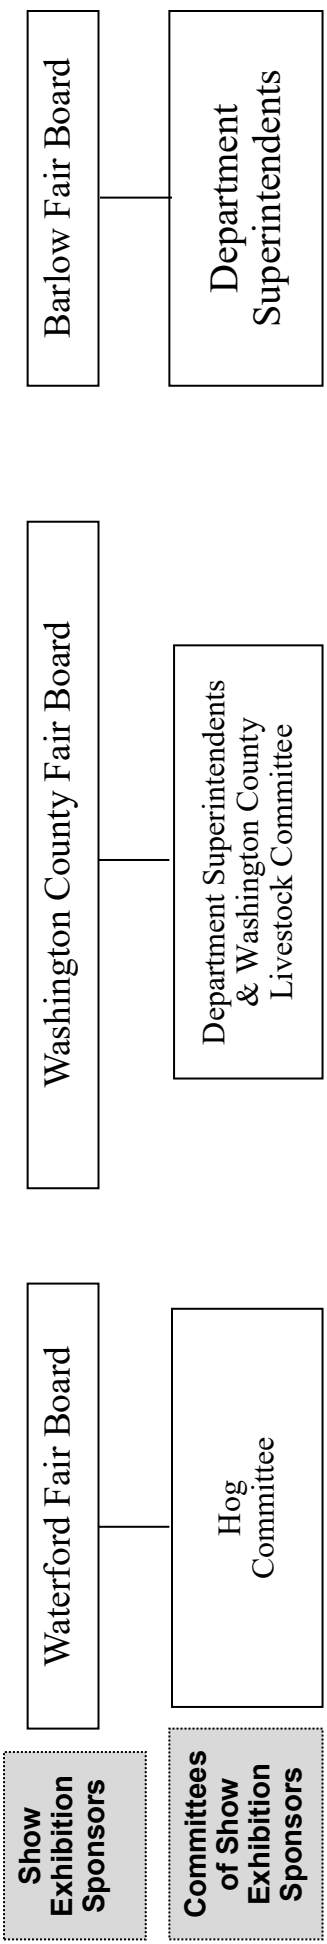 Show
Exhibition
Sponsors
Waterford Fair Board
Washington County Fair Board
Barlow Fair Board
Committees
of Show
Exhibition
Sponsors
Hog
Committee
Department Superintendents
& Washington County
Livestock Committee
Department
Superintendents